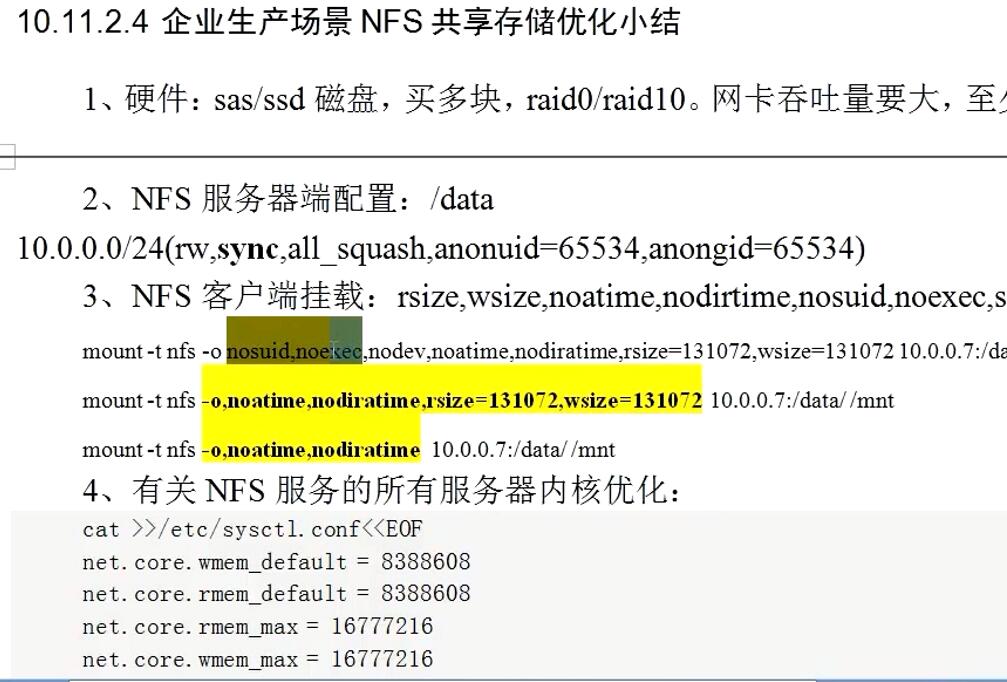 10.11.2.4 企业生产场景 NFS 共享存储优化小结
1、硬件：sas/ssd 磁盘，买多块，raid0/raid10。网卡吞吐量要大，至
2、NFS 服务器端配置：/data
10.0.0.0/24(rw,sync,all_squash,anonuid=65534,anongid=65534)
3、NFS 客户端挂载：rsize,wsize,noatime,nodirtime,nosuid,noexec,s
mount -t nfs -o nosuid,noexec,nodev,noatime,nodiratime,rsize=131072,wsize=131072 10.0.0.7:/da
mount -t nfs -o,noatime,nodiratime,rsize=131072,wsize=131072 10.0.0.7:/data/ /mnt
mount -t nfs -o,noatime,nodiratime 10.0.0.7:/data/ /mnt
4、有关 NFS 服务的所有服务器内核优化：
cat >>/etc/sysctl.conf<<EOF
net.core.wmem_default = 8388608
net.core.rmem_default = 8388608
net.core.rmem_max = 16777216
net.core.wmem_max = 16777216